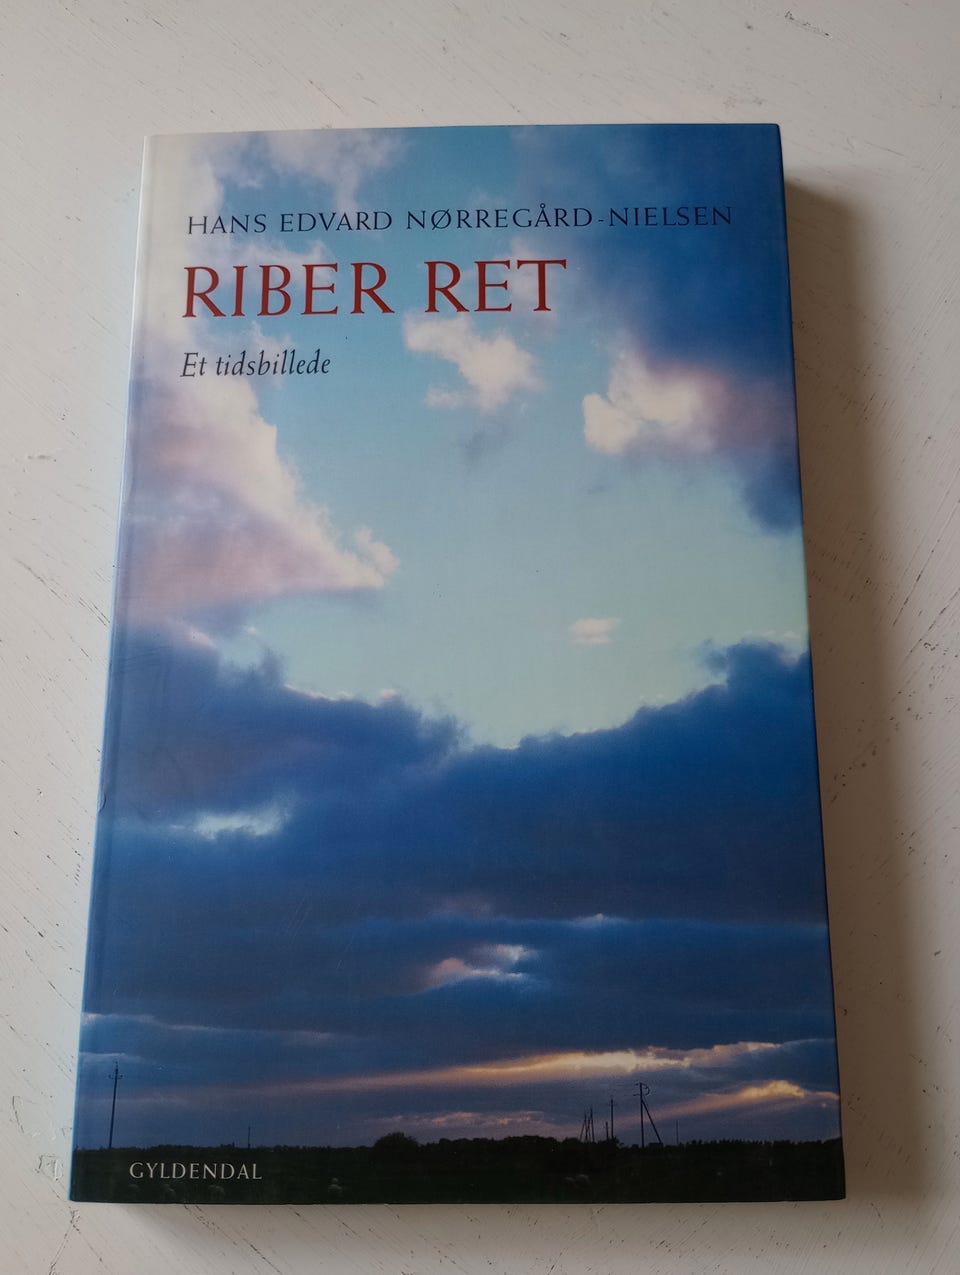 HANS EDVARD NØRREGÅRD-NIELSEN
RIBER RET
Et tidsbillede
GYLDENDAL